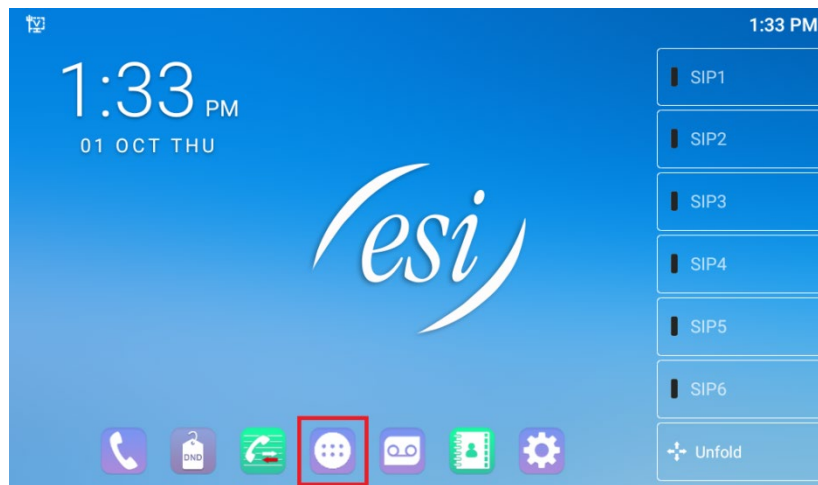 1:33 PM
1:33 PM
01 OCT THU
esi
SIP1
SIP2
SIP3
SIP4
SIP5
SIP6
Unfold
DND